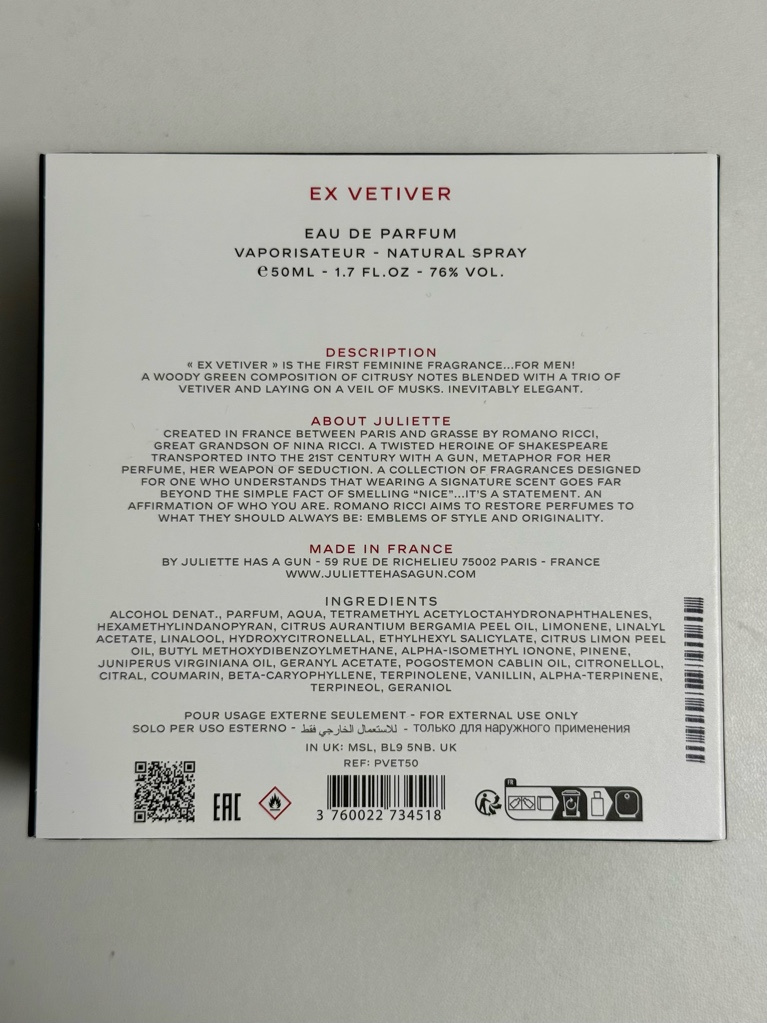 EX VETIVER
EAU DE PARFUM
VAPORISATEUR - NATURAL SPRAY
℮50ML - 1.7 FL.OZ - 76% VOL.
DESCRIPTION
« EX VETIVER » IS THE FIRST FEMININE FRAGRANCE...FOR MEN!
A WOODY GREEN COMPOSITION OF CITRUSY NOTES BLENDED WITH A TRIO OF
VETIVER AND LAYING ON A VEIL OF MUSKS. INEVITABLY ELEGANT.
ABOUT JULIETTE
CREATED IN FRANCE BETWEEN PARIS AND GRASSE BY ROMANO RICCI,
GREAT GRANDSON OF NINA RICCI. A TWISTED HEROINE OF SHAKESPEARE
TRANSPORTED INTO THE 21ST CENTURY WITH A GUN, METAPHOR FOR HER
PERFUME, HER WEAPON OF SEDUCTION. A COLLECTION OF FRAGRANCES DESIGNED
FOR ONE WHO UNDERSTANDS THAT WEARING A SIGNATURE SCENT GOES FAR
BEYOND THE SIMPLE FACT OF SMELLING “NICE”...IT'S A STATEMENT. AN
AFFIRMATION OF WHO YOU ARE. ROMANO RICCI AIMS TO RESTORE PERFUMES TO
WHAT THEY SHOULD ALWAYS BE: EMBLEMS OF STYLE AND ORIGINALITY.
MADE IN FRANCE
BY JULIETTE HAS A GUN - 59 RUE DE RICHELIEU 75002 PARIS - FRANCE
WWW.JULIETTEHASAGUN.COM
INGREDIENTS
ALCOHOL DENAT., PARFUM, AQUA, TETRAMETHYL ACETYLOCTAHYDRONAPHTHALENES,
HEXAMETHYLINDANOPYRAN, CITRUS AURANTIUM BERGAMIA PEEL OIL, LIMONENE, LINALYL
ACETATE, LINALOOL, HYDROXYCITRONELLAL, ETHYLHEXYL SALICYLATE, CITRUS LIMON PEEL
OIL, BUTYL METHOXYDIBENZOYLMETHANE, ALPHA-ISOMETHYL IONONE, PINENE,
JUNIPERUS VIRGINIANA OIL, GERANYL ACETATE, POGOSTEMON CABLIN OIL, CITRONELLOL,
CITRAL, COUMARIN, BETA-CARYOPHYLLENE, TERPINOLENE, VANILLIN, ALPHA-TERPINENE,
TERPINEOL, GERANIOL
POUR USAGE EXTERNE SEULEMENT - FOR EXTERNAL USE ONLY
SOLO PER USO ESTERNO - للاستعمال الخارجي فقط - только для наружного применения
IN UK: MSL, BL9 5NB. UK
REF: PVET50
EAC
3 760022 734518
FR